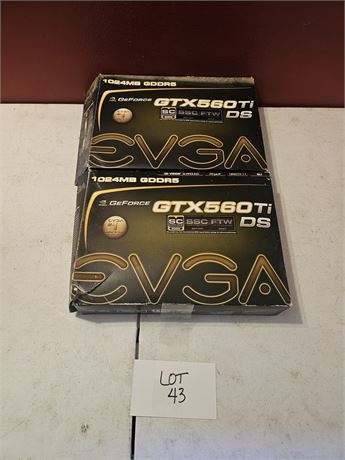 1024MB GDDR5
GEFORCE
GTX560Ti
SC SSC FTW
DS
EVGA
1024MB GDDR5
GEFORCE
GTX560Ti
SC SSC FTW
DS
EVGA
LOT
43